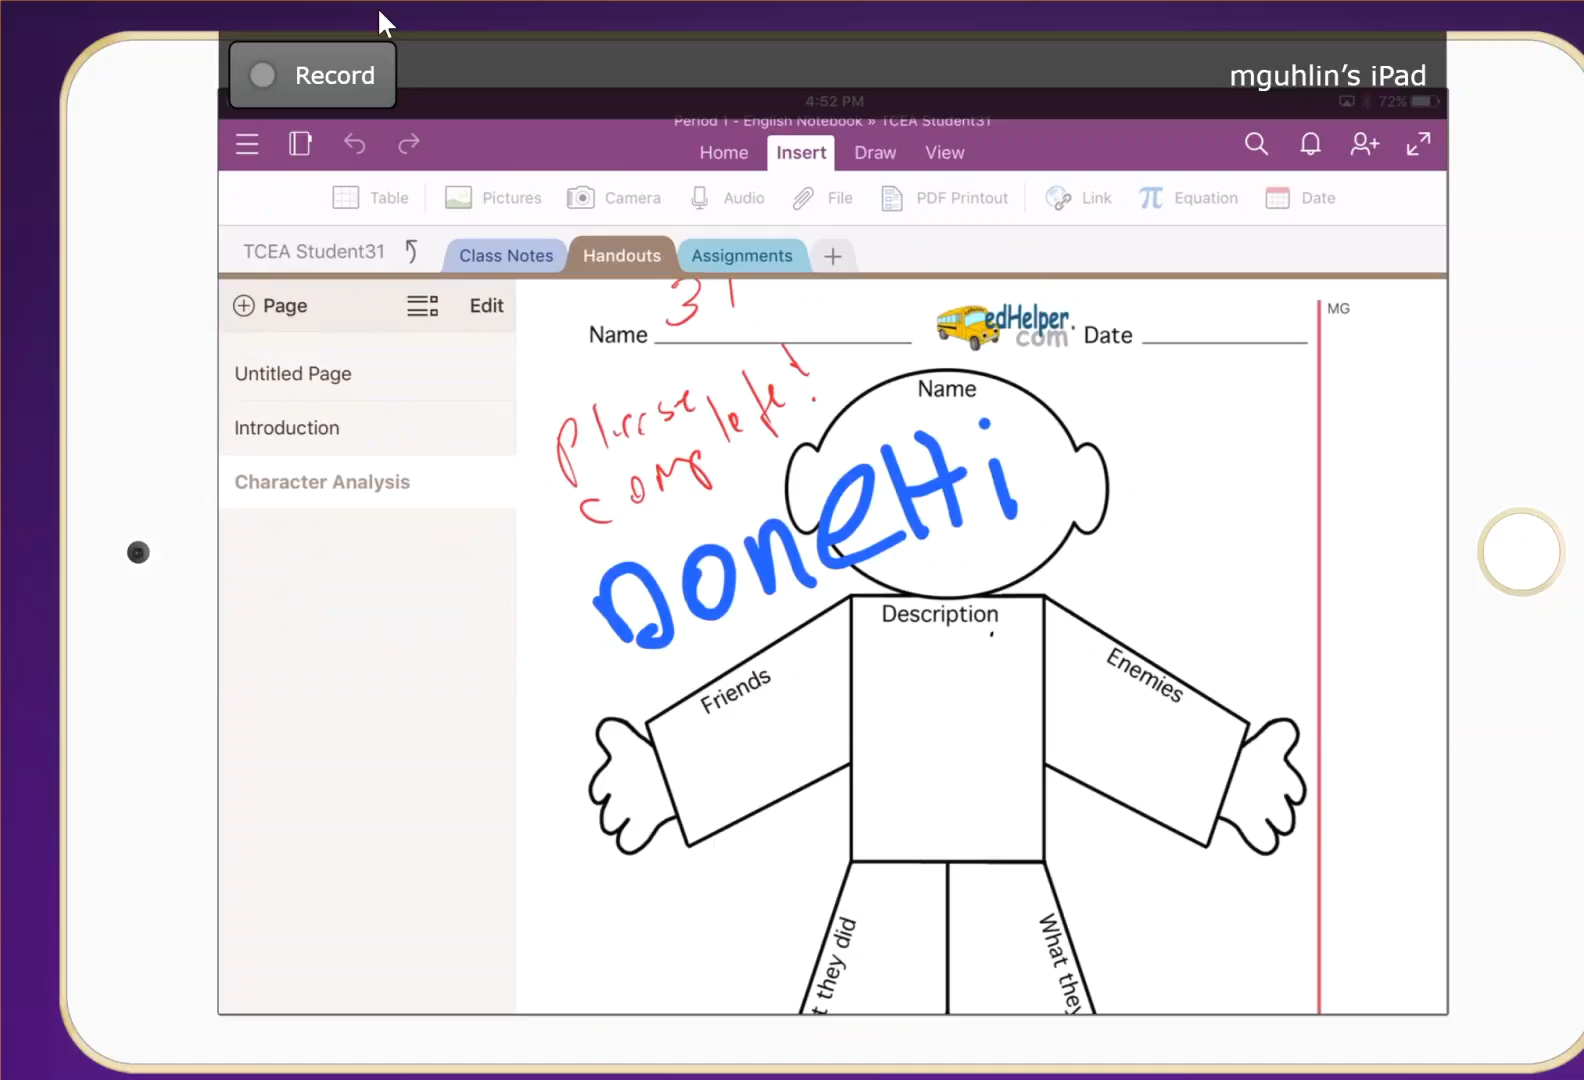 Record
mguhlin's iPad
4:52 PM
72%
Period 1 - English Notebook » TCEA Student31
Home Insert Draw View
Table Pictures Camera Audio File PDF Printout Link Equation Date
TCEA Student31 Class Notes Handouts Assignments +
Page Edit
Untitled Page
Introduction
Character Analysis
31
Name
edHelper.com
Date
MG
Please
complete!
Name
Done Hi
Description
Friends
Enemies
t they did
What they